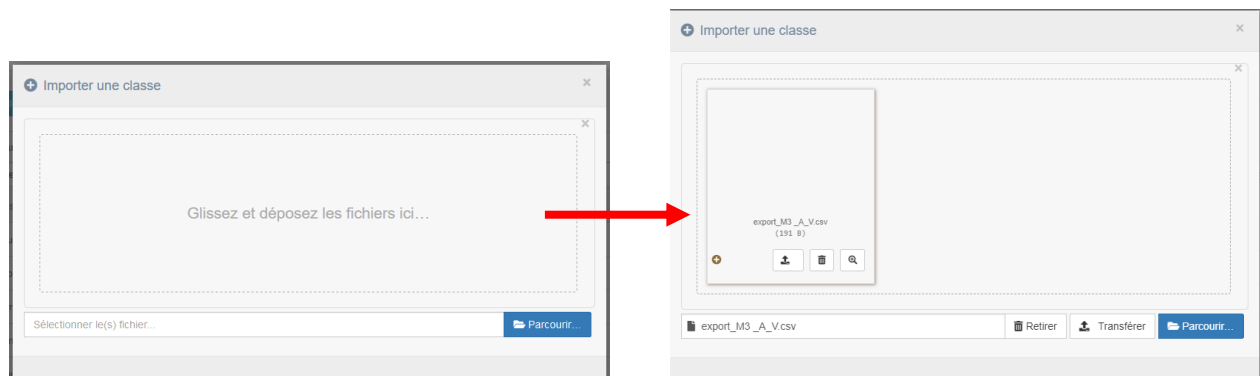 Importer une classe
×
×
Glissez et déposez les fichiers ici…
Sélectionner le(s) fichier...
Parcourir...
Importer une classe
×
×
export_M3 _A_V.csv
(191 B)
export_M3 _A_V.csv
Retirer
Transférer
Parcourir...